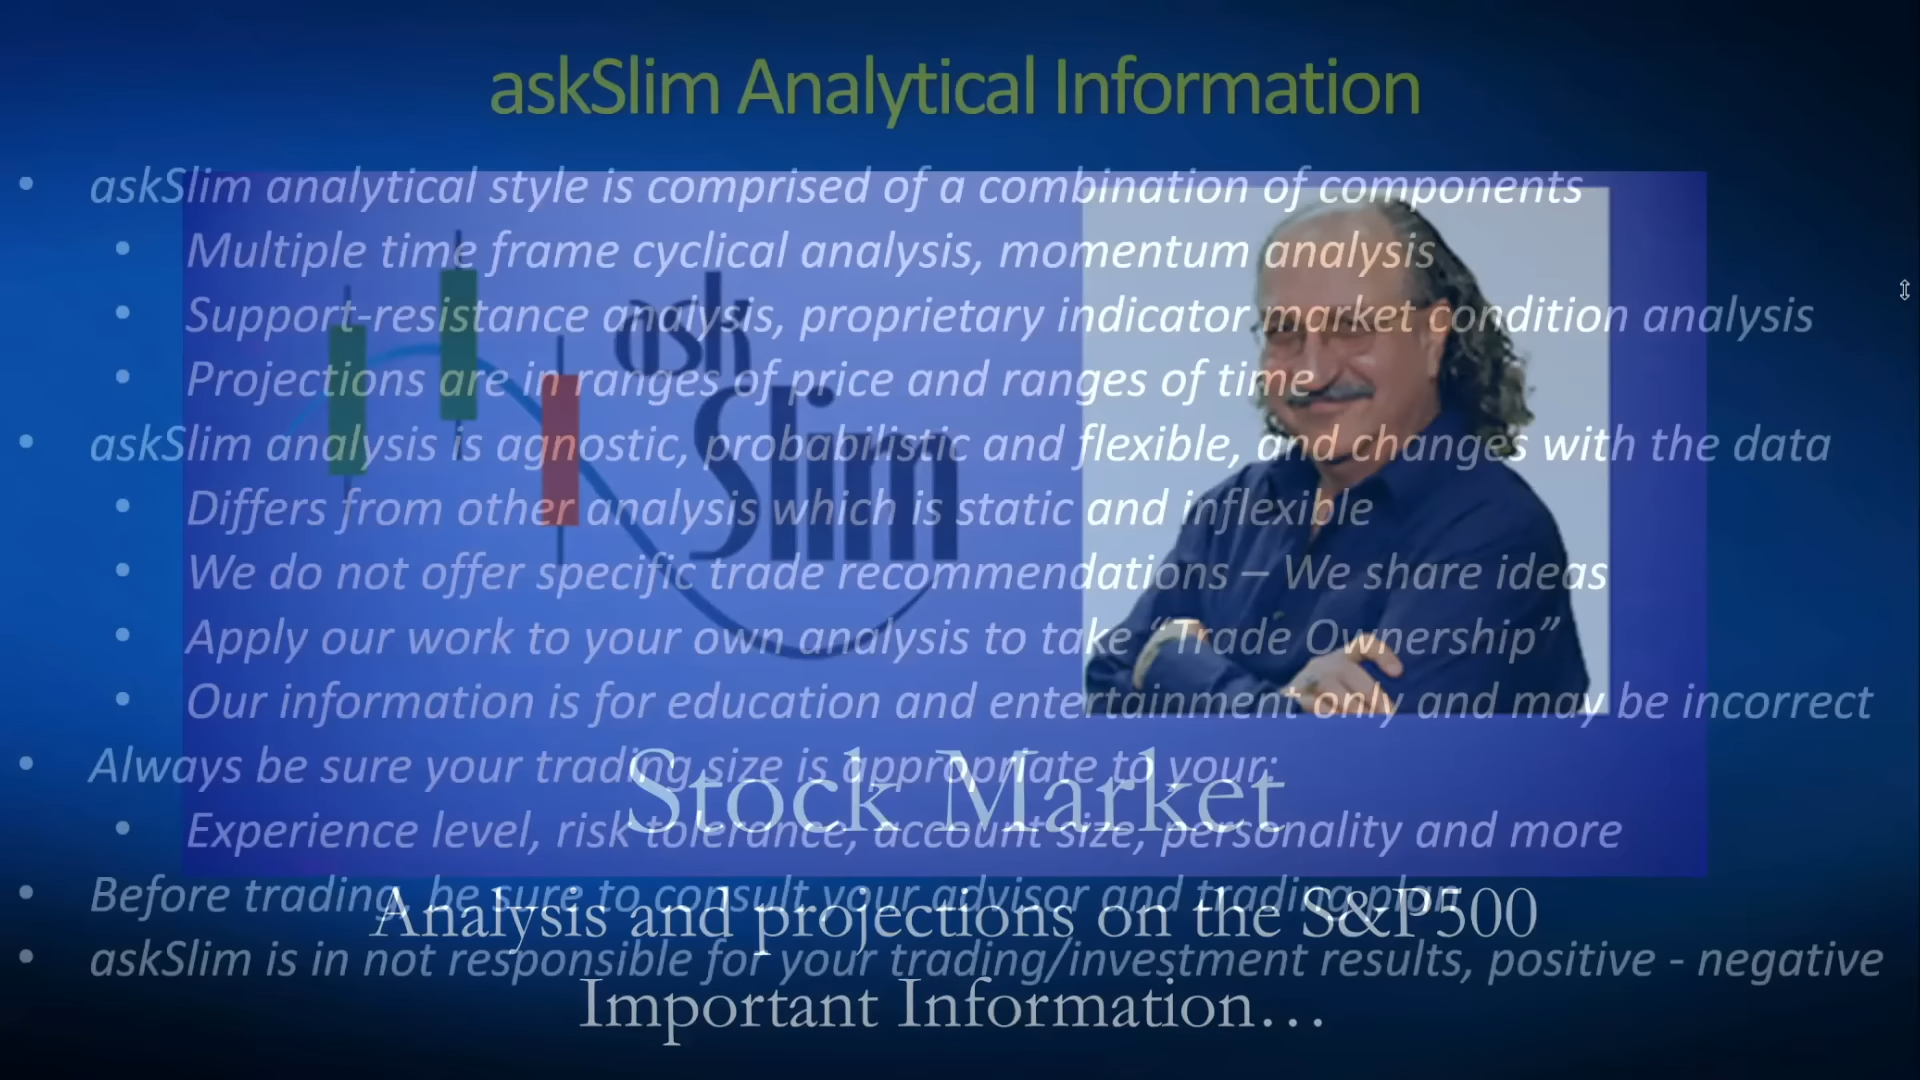 askSlim Analytical Information
• askSlim analytical style is comprised of a combination of components
• Multiple time frame cyclical analysis, momentum analysis
• Support-resistance analysis, proprietary indicator market condition analysis
• Projections are in ranges of price and ranges of time
• askSlim analysis is agnostic, probabilistic and flexible, and changes with the data
• Differs from other analysis which is static and inflexible
• We do not offer specific trade recommendations – We share ideas
• Apply our work to your own analysis to take “Trade Ownership”
• Our information is for education and entertainment only and may be incorrect
• Always be sure your trading size is appropriate to your:
• Experience level, risk tolerance, account size, personality and more
• Before trading, be sure to consult your advisor and trading plan
• askSlim is in not responsible for your trading/investment results, positive - negative
ask
Slim
Stock Market
Analysis and projections on the S&P500
Important Information…